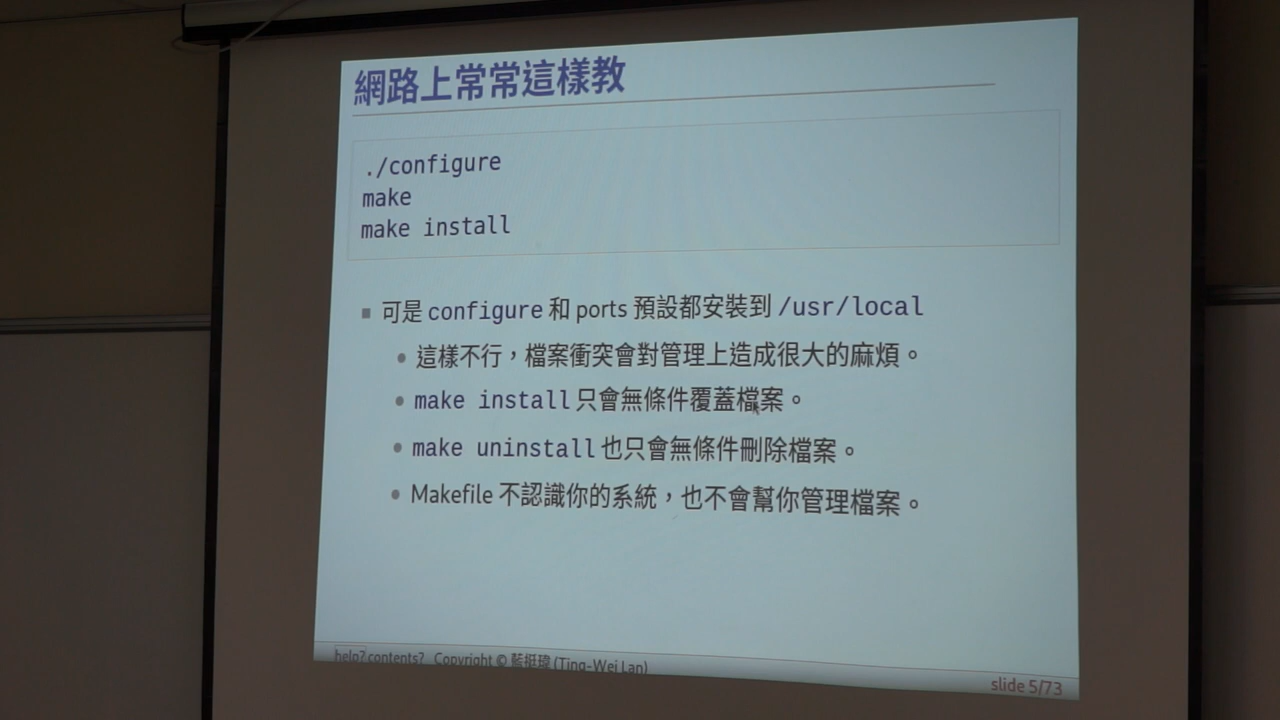 網路上常常這樣教
./configure
make
make install
可是 configure 和 ports 預設都安裝到 /usr/local
這樣不行，檔案衝突會對管理上造成很大的麻煩。
make install 只會無條件覆蓋檔案。
make uninstall 也只會無條件刪除檔案。
Makefile 不認識你的系統，也不會幫你管理檔案。
help? contents? Copyright © 藍挺瑋 (Ting-Wei Lan)
slide 5/73